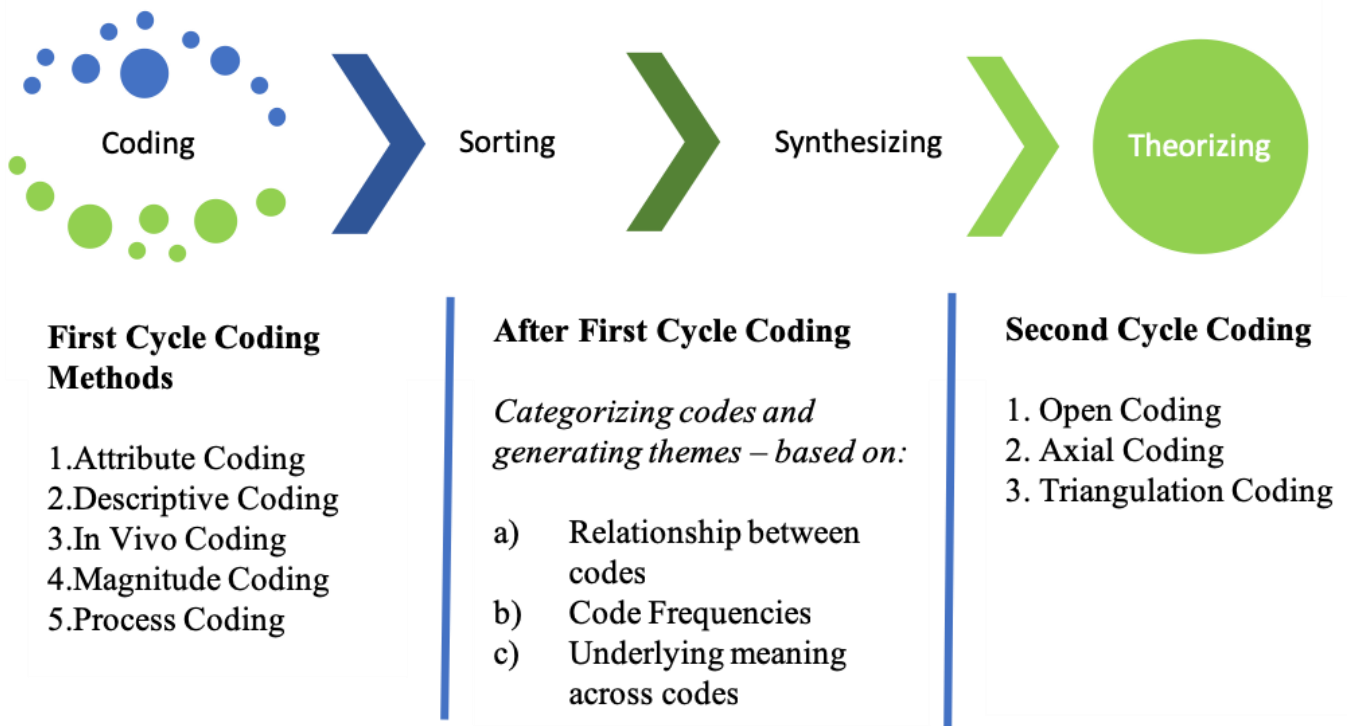 Coding
Sorting
Synthesizing
Theorizing
First Cycle Coding
Methods
1.Attribute Coding
2.Descriptive Coding
3.In Vivo Coding
4.Magnitude Coding
5.Process Coding
After First Cycle Coding
Categorizing codes and
generating themes – based on:
a) Relationship between
codes
b) Code Frequencies
c) Underlying meaning
across codes
Second Cycle Coding
1. Open Coding
2. Axial Coding
3. Triangulation Coding